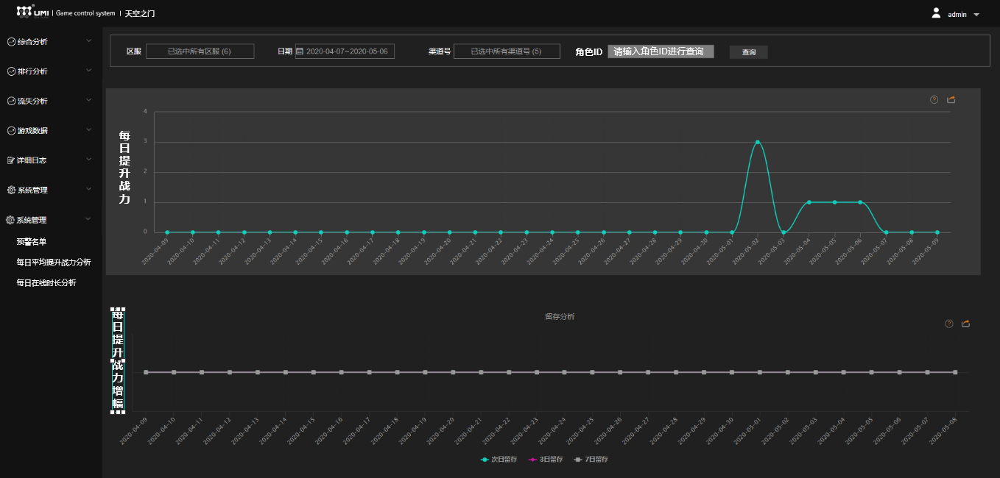 UMI | Game control system | 天空之门
admin
综合分析
排行分析
流失分析
游戏数据
详细日志
系统管理
系统管理
预警名单
每日平均提升战力分析
每日在线时长分析
区服 已选中所有区服 (6) 日期 2020-04-07~2020-05-06 渠道号 已选中所有渠道号 (5) 角色ID 请输入角色ID进行查询 查询
每日提升战力
4
3
2
1
0
2020-04-09 2020-04-10 2020-04-11 2020-04-12 2020-04-13 2020-04-14 2020-04-15 2020-04-16 2020-04-17 2020-04-18 2020-04-19 2020-04-20 2020-04-21 2020-04-22 2020-04-23 2020-04-24 2020-04-25 2020-04-26 2020-04-27 2020-04-28 2020-04-29 2020-04-30 2020-05-01 2020-05-02 2020-05-03 2020-05-04 2020-05-05 2020-05-06 2020-05-07 2020-05-08 2020-05-09
留存分析
每日提升战力增幅
2020-04-09 2020-04-10 2020-04-11 2020-04-12 2020-04-13 2020-04-14 2020-04-15 2020-04-16 2020-04-17 2020-04-18 2020-04-19 2020-04-20 2020-04-21 2020-04-22 2020-04-23 2020-04-24 2020-04-25 2020-04-26 2020-04-27 2020-04-28 2020-04-29 2020-04-30 2020-05-01 2020-05-02 2020-05-03 2020-05-04 2020-05-05 2020-05-06 2020-05-07 2020-05-08
次日留存 3日留存 7日留存